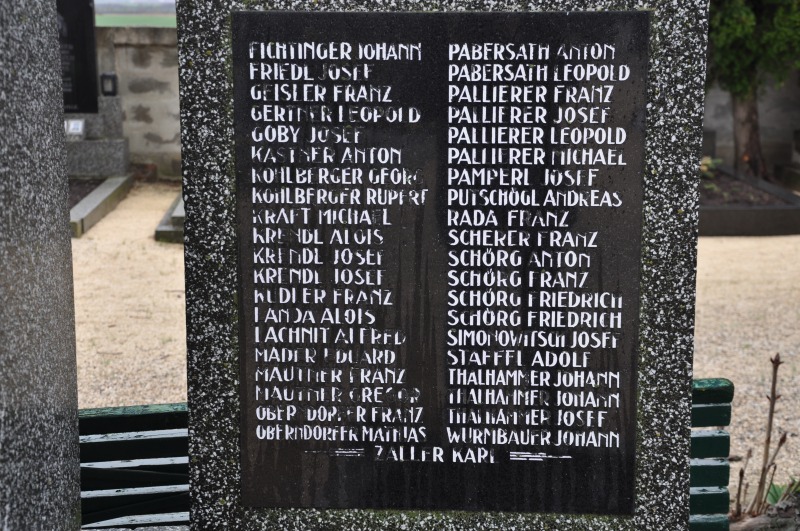 FICHTINGER JOHANN
FRIEDL JOSEF
GEISLER FRANZ
GERTNER LEOPOLD
GÖBY JOSEF
KASTNER ANTON
KOHLBERGER GEORG
KOHLBERGER RUPERT
KRAFT MICHAEL
KRENDL ALOIS
KRENDL JOSEF
KRENDL JOSEF
KUDLER FRANZ
LANDA ALOIS
LACHNIT ALFRED
MADER EDUARD
MAUTNER FRANZ
MAUTNER GREGOR
OBERNDORFER FRANZ
OBERNDORFER MATHIAS
PABERSATH ANTON
PABERSATH LEOPOLD
PALLIERER FRANZ
PALLIERER JOSEF
PALLIERER LEOPOLD
PALLIERER MICHAEL
PAMPERL JOSEF
PUTSCHÖGL ANDREAS
RADA FRANZ
SCHERER FRANZ
SCHÖRG ANTON
SCHÖRG FRANZ
SCHÖRG FRIEDRICH
SCHÖRG FRIEDRICH
SIMONOWITSCH JOSEF
STAFFEL ADOLF
THALHAMMER JOHANN
THALHAMMER JOHANN
THALHAMMER JOSEF
WURMBAUER JOHANN
ZALLER KARL